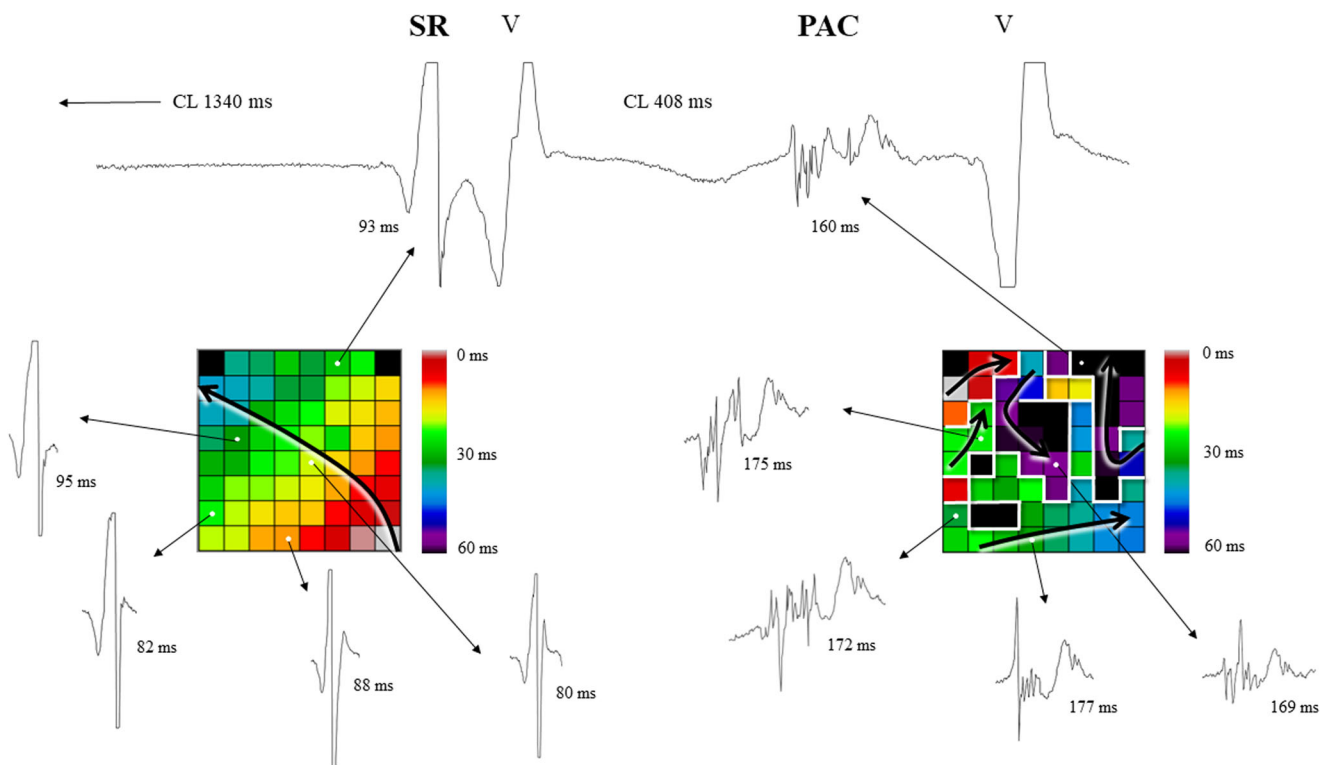 SR V PAC V
CL 1340 ms CL 408 ms
93 ms 160 ms
0 ms 0 ms
30 ms 30 ms
60 ms 60 ms
95 ms 175 ms
82 ms 172 ms
88 ms 80 ms 177 ms 169 ms